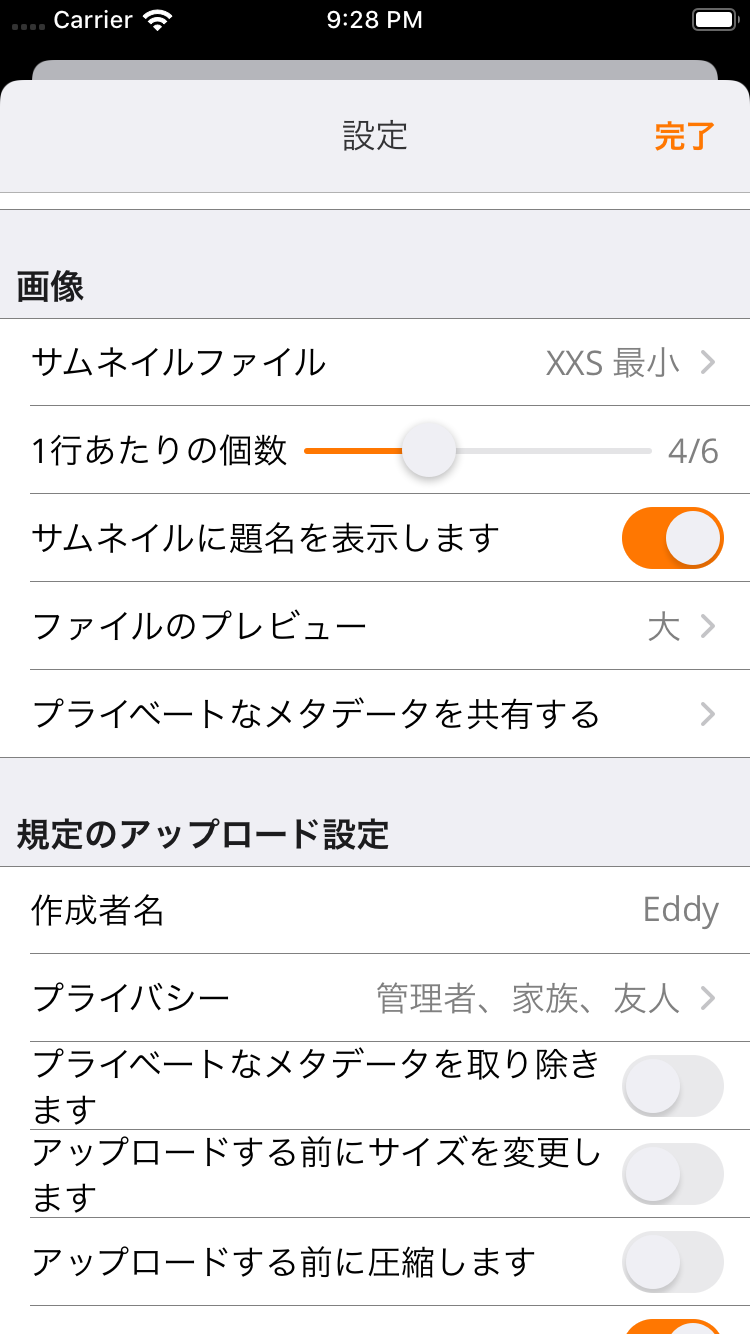 Carrier 9:28 PM
設定 完了
画像
サムネイルファイル XXS 最小
1行あたりの個数 4/6
サムネイルに題名を表示します
ファイルのプレビュー 大
プライベートなメタデータを共有する
規定のアップロード設定
作成者名 Eddy
プライバシー 管理者、家族、友人
プライベートなメタデータを取り除き
ます
アップロードする前にサイズを変更し
ます
アップロードする前に圧縮します